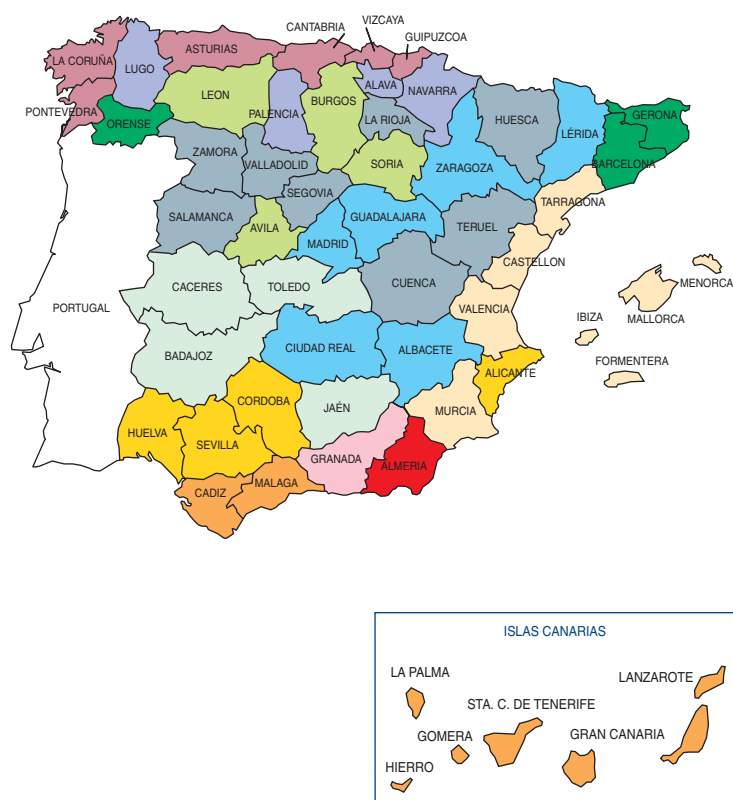 CANTABRIA
VIZCAYA
GUIPUZCOA
LA CORUÑA
LUGO
ASTURIAS
ALAVA
NAVARRA
LEON
PALENCIA
BURGOS
LA RIOJA
HUESCA
LÉRIDA
GERONA
PONTEVEDRA
ORENSE
ZAMORA
VALLADOLID
SORIA
ZARAGOZA
BARCELONA
SEGOVIA
TARRAGONA
SALAMANCA
AVILA
GUADALAJARA
MADRID
TERUEL
CASTELLON
MENORCA
CACERES
TOLEDO
CUENCA
PORTUGAL
VALENCIA
IBIZA
MALLORCA
BADAJOZ
CIUDAD REAL
ALBACETE
FORMENTERA
ALICANTE
CORDOBA
JAÉN
MURCIA
HUELVA
SEVILLA
GRANADA
ALMERIA
CADIZ
MALAGA
ISLAS CANARIAS
LA PALMA
LANZAROTE
STA. C. DE TENERIFE
GOMERA
GRAN CANARIA
HIERRO